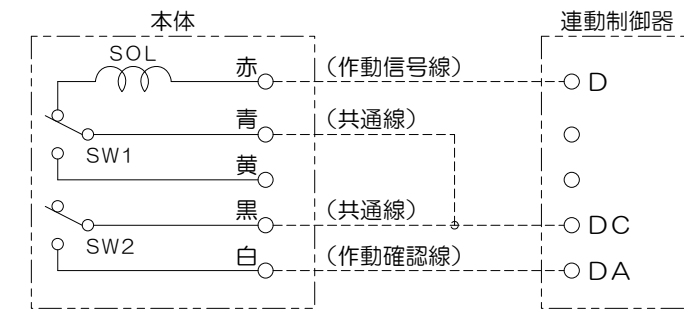 本体 連動制御器
SOL
赤 (作動信号線) D
青 (共通線)
SW1
黄
黒 (共通線) DC
SW2
白 (作動確認線) DA